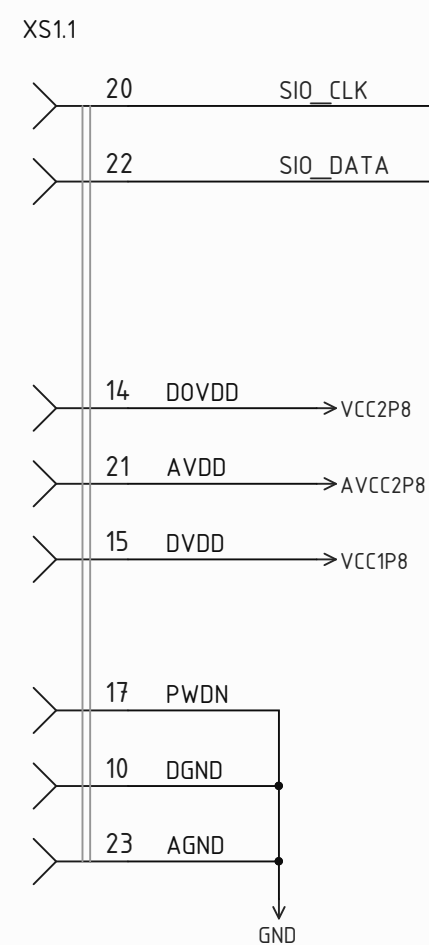 XS1.1
20 SIO_CLK
22 SIO_DATA
14 DOVDD VCC2P8
21 AVDD AVCC2P8
15 DVDD VCC1P8
17 PWDN
10 DGND
23 AGND
GND